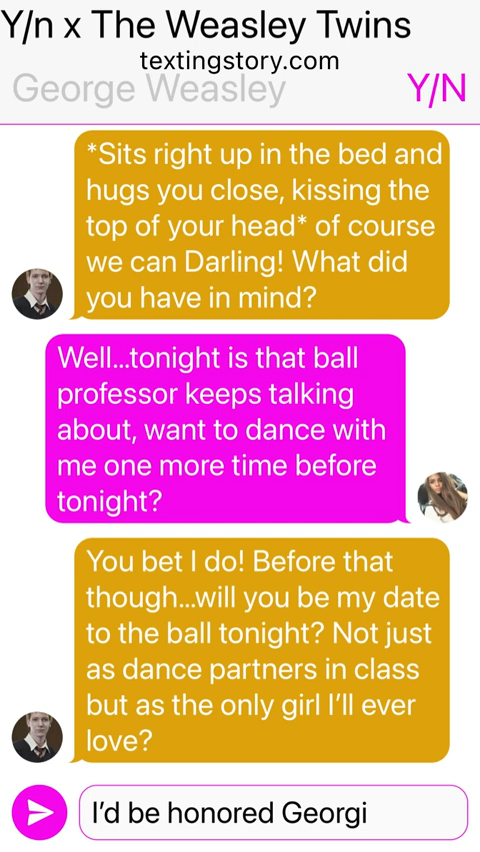 Y/n x The Weasley Twins
textingstory.com
George Weasley Y/N
*Sits right up in the bed and
hugs you close, kissing the
top of your head* of course
we can Darling! What did
you have in mind?
Well...tonight is that ball
professor keeps talking
about, want to dance with
me one more time before
tonight?
You bet I do! Before that
though...will you be my date
to the ball tonight? Not just
as dance partners in class
but as the only girl I’ll ever
love?
I’d be honored Georgi